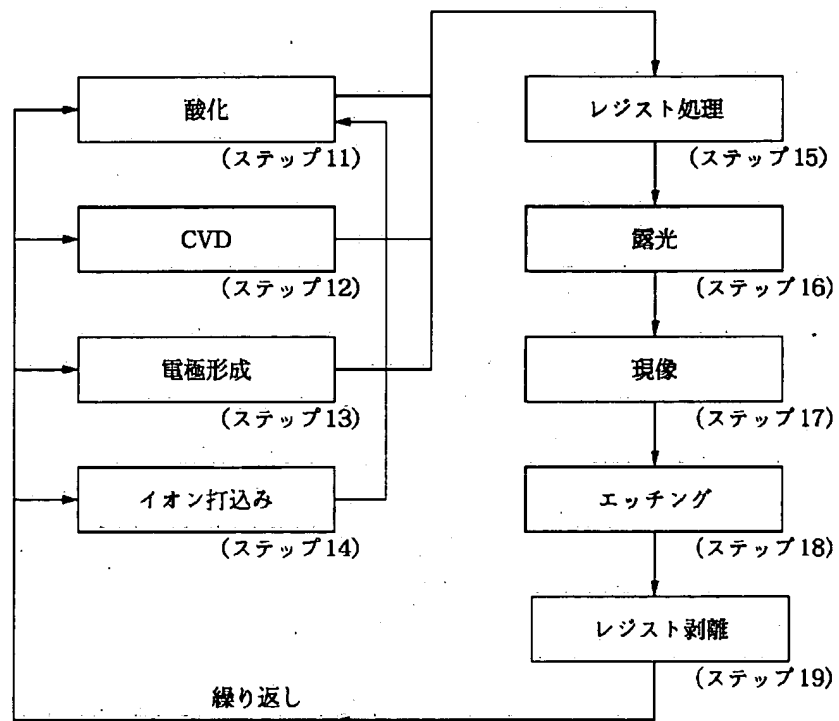 酸化
(ステップ11)
CVD
(ステップ12)
電極形成
(ステップ13)
イオン打込み
(ステップ14)
レジスト処理
(ステップ15)
露光
(ステップ16)
現像
(ステップ17)
エッチング
(ステップ18)
レジスト剥離
(ステップ19)
繰り返し